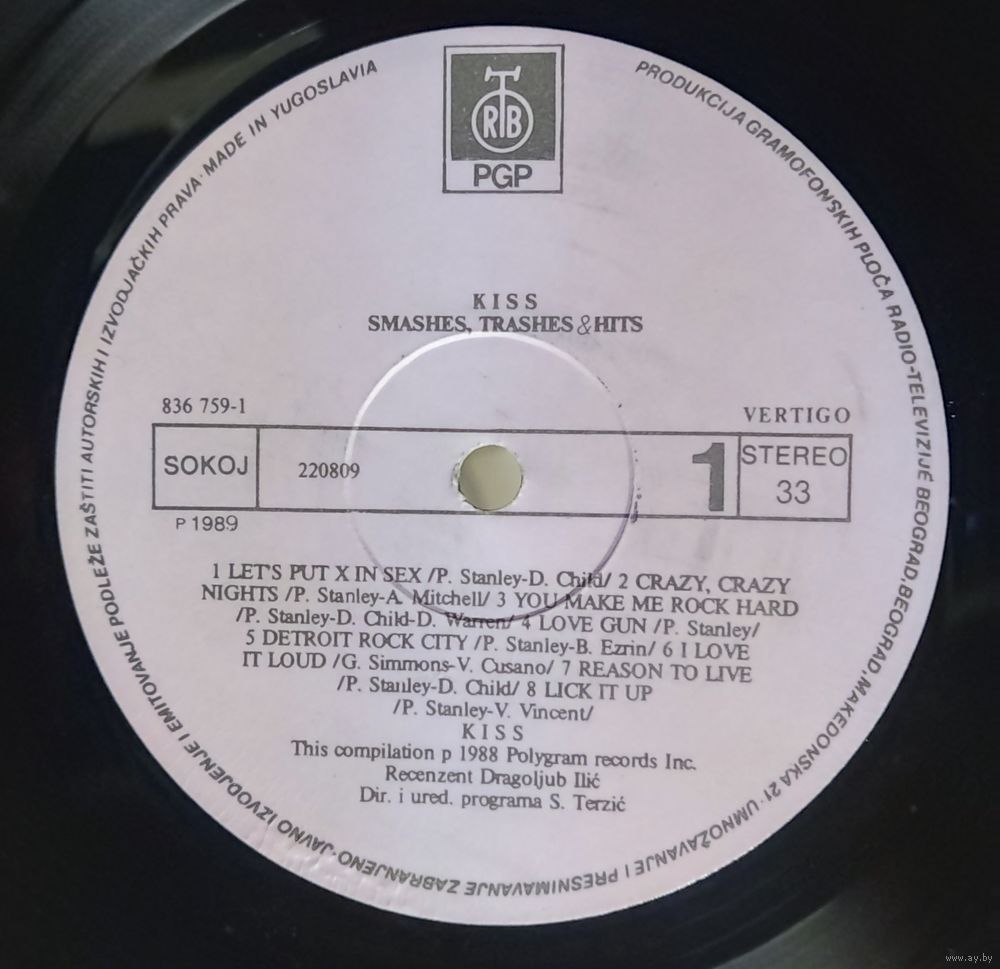 RTB
PGP
PRODUKCIJA GRAMOFONSKIH PLOČA RADIO-TELEVIZIJE BEOGRAD, BEOGRAD, MAKEDONSKA 21 · UMNOŽAVANJE I PRESNIMAVANJE ZABRANJENO · JAVNO IZVODJENJE I EMITOVANJE PODLEŽE ZAŠTITI AUTORSKIH I IZVODJAČKIH PRAVA · MADE IN YUGOSLAVIA
KISS
SMASHES, TRASHES & HITS
836 759-1
VERTIGO
SOKOJ
220809
1
STEREO
33
P 1989
1 LET'S PUT X IN SEX /P. Stanley-D. Child/ 2 CRAZY, CRAZY
NIGHTS /P. Stanley-A. Mitchell/ 3 YOU MAKE ME ROCK HARD
/P. Stanley-D. Child-D. Warren/ 4 LOVE GUN /P. Stanley/
5 DETROIT ROCK CITY /P. Stanley-B. Ezrin/ 6 I LOVE
IT LOUD /G. Simmons-V. Cusano/ 7 REASON TO LIVE
/P. Stanley-D. Child/ 8 LICK IT UP
/P. Stanley-V. Vincent/
KISS
This compilation p 1988 Polygram records Inc.
Recenzent Dragoljub Ilić
Dir. i ured. programa S. Terzić
www.ay.by